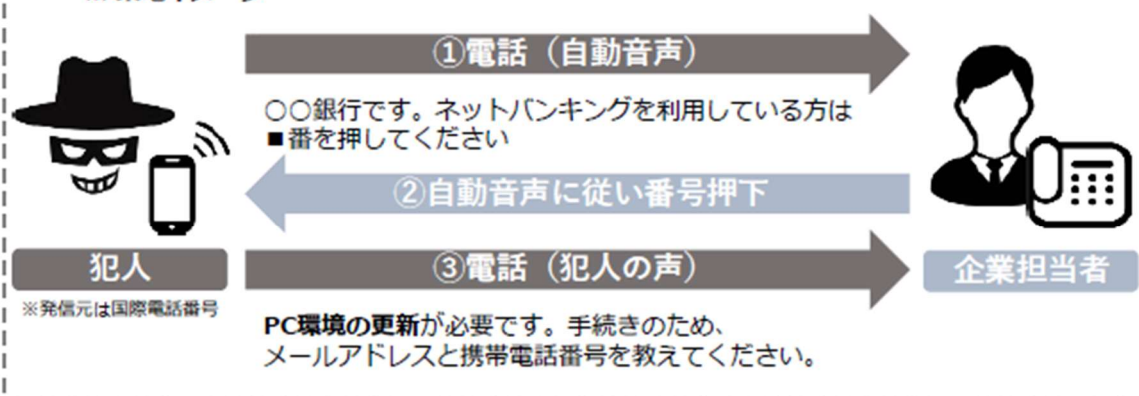 ①電話（自動音声）
〇〇銀行です。ネットバンキングを利用している方は
■番を押してください
②自動音声に従い番号押下
犯人
③電話（犯人の声）
企業担当者
※発信元は国際電話番号
PC環境の更新が必要です。手続きのため、
メールアドレスと携帯電話番号を教えてください。